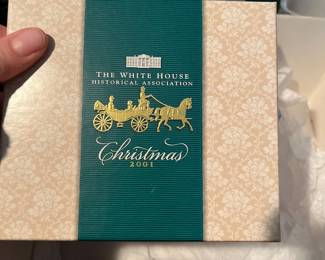 THE WHITE HOUSE
HISTORICAL ASSOCIATION
Christmas
2001